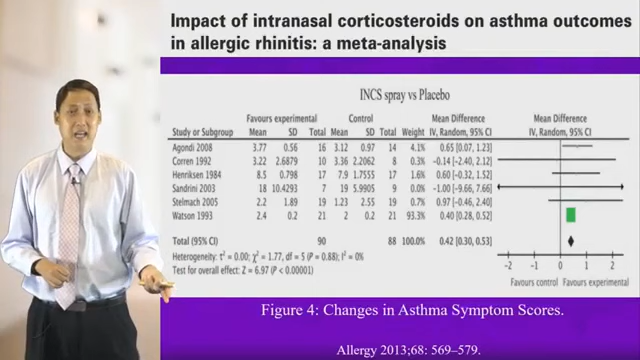 Impact of intranasal corticosteroids on asthma outcomes
in allergic rhinitis: a meta-analysis
INCS spray vs Placebo
Favours experimental Control Mean Difference Mean Difference
Study or Subgroup Mean SD Total Mean SD Total Weight IV, Random, 95% CI IV, Random, 95% CI
Agondi 2008 3.77 0.56 16 3.12 0.97 14 4.1% 0.65 [0.07, 1.23]
Corren 1992 3.22 2.6879 10 3.36 2.2062 8 0.3% -0.14 [-2.40, 2.12]
Henriksen 1984 8.5 0.798 17 7.9 1.7555 17 1.6% 0.60 [-0.32, 1.52]
Sandrini 2003 18 10.4293 7 19 5.9905 9 0.0% -1.00 [-9.66, 7.66]
Stelmach 2005 2.2 1.89 19 1.23 2.55 19 0.6% 0.97 [-0.46, 2.40]
Watson 1993 2.4 0.2 21 2 0.2 21 93.3% 0.40 [0.28, 0.52]
Total (95% CI) 90 88 100.0% 0.42 [0.30, 0.53]
Heterogeneity: τ² = 0.00; χ² = 1.77, df = 5 (P = 0.88); I² = 0%
Test for overall effect: Z = 6.97 (P < 0.00001)
-2 -1 0 1 2
Favours control Favours experimental
Figure 4: Changes in Asthma Symptom Scores.
Allergy 2013;68: 569–579.